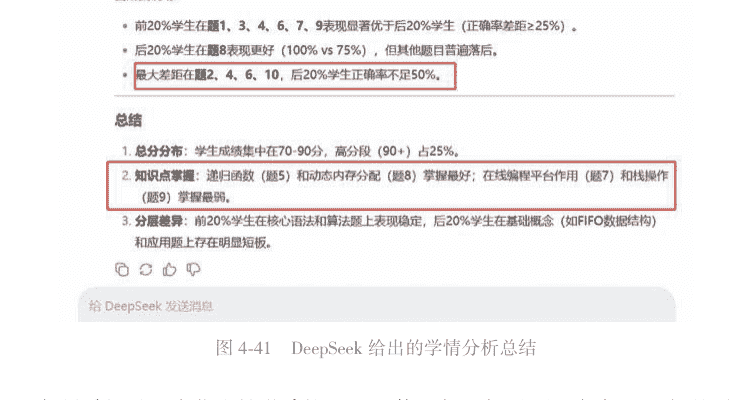 前20%学生在题1、3、4、6、7、9表现显著优于后20%学生（正确率差距≥25%）。
后20%学生在题8表现更好（100% vs 75%），但其他题目普遍落后。
最大差距在题2、4、6、10，后20%学生正确率不足50%。
总结
1. 总分分布：学生成绩集中在70-90分，高分段（90+）占25%。
2. 知识点掌握：递归函数（题5）和动态内存分配（题8）掌握最好；在线编程平台作用（题7）和栈操作
（题9）掌握最弱。
3. 分层差异：前20%学生在核心语法和算法题上表现稳定，后20%学生在基础概念（如FIFO数据结构）
和应用题上存在明显短板。
给 DeepSeek 发送消息
图 4-41 DeepSeek 给出的学情分析总结